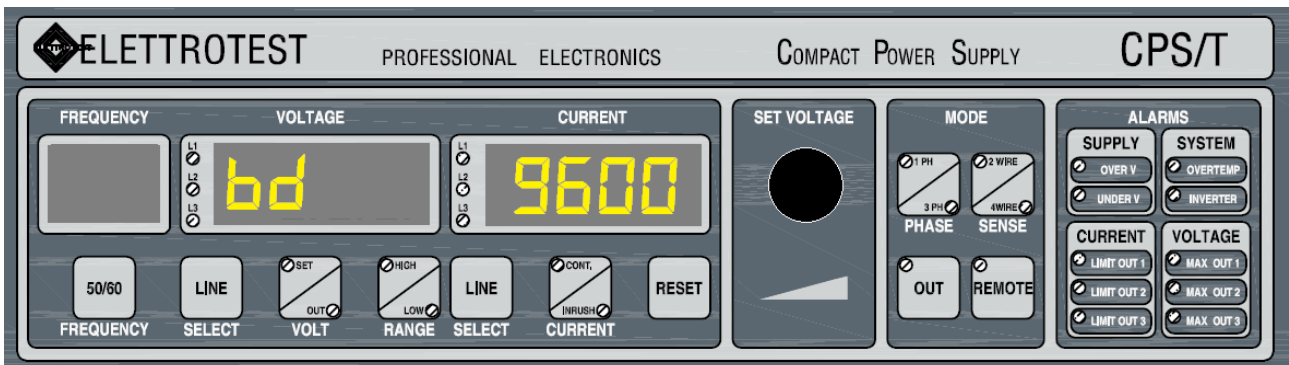 ELETTROTEST PROFESSIONAL ELECTRONICS COMPACT POWER SUPPLY CPS/T
FREQUENCY VOLTAGE CURRENT
L1
L2
L3
bd
L1
L2
L3
9600
50/60
FREQUENCY
LINE
SELECT
SET
OUT
VOLT
HIGH
LOW
RANGE
LINE
SELECT
CONT,
INRUSH
CURRENT
RESET
SET VOLTAGE
MODE
1 PH
3 PH
PHASE
2 WIRE
4WIRE
SENSE
OUT
REMOTE
ALARMS
SUPPLY
OVER V
UNDER V
SYSTEM
OVERTEMP
INVERTER
CURRENT
LIMIT OUT 1
LIMIT OUT 2
LIMIT OUT 3
VOLTAGE
MAX OUT 1
MAX OUT 2
MAX OUT 3